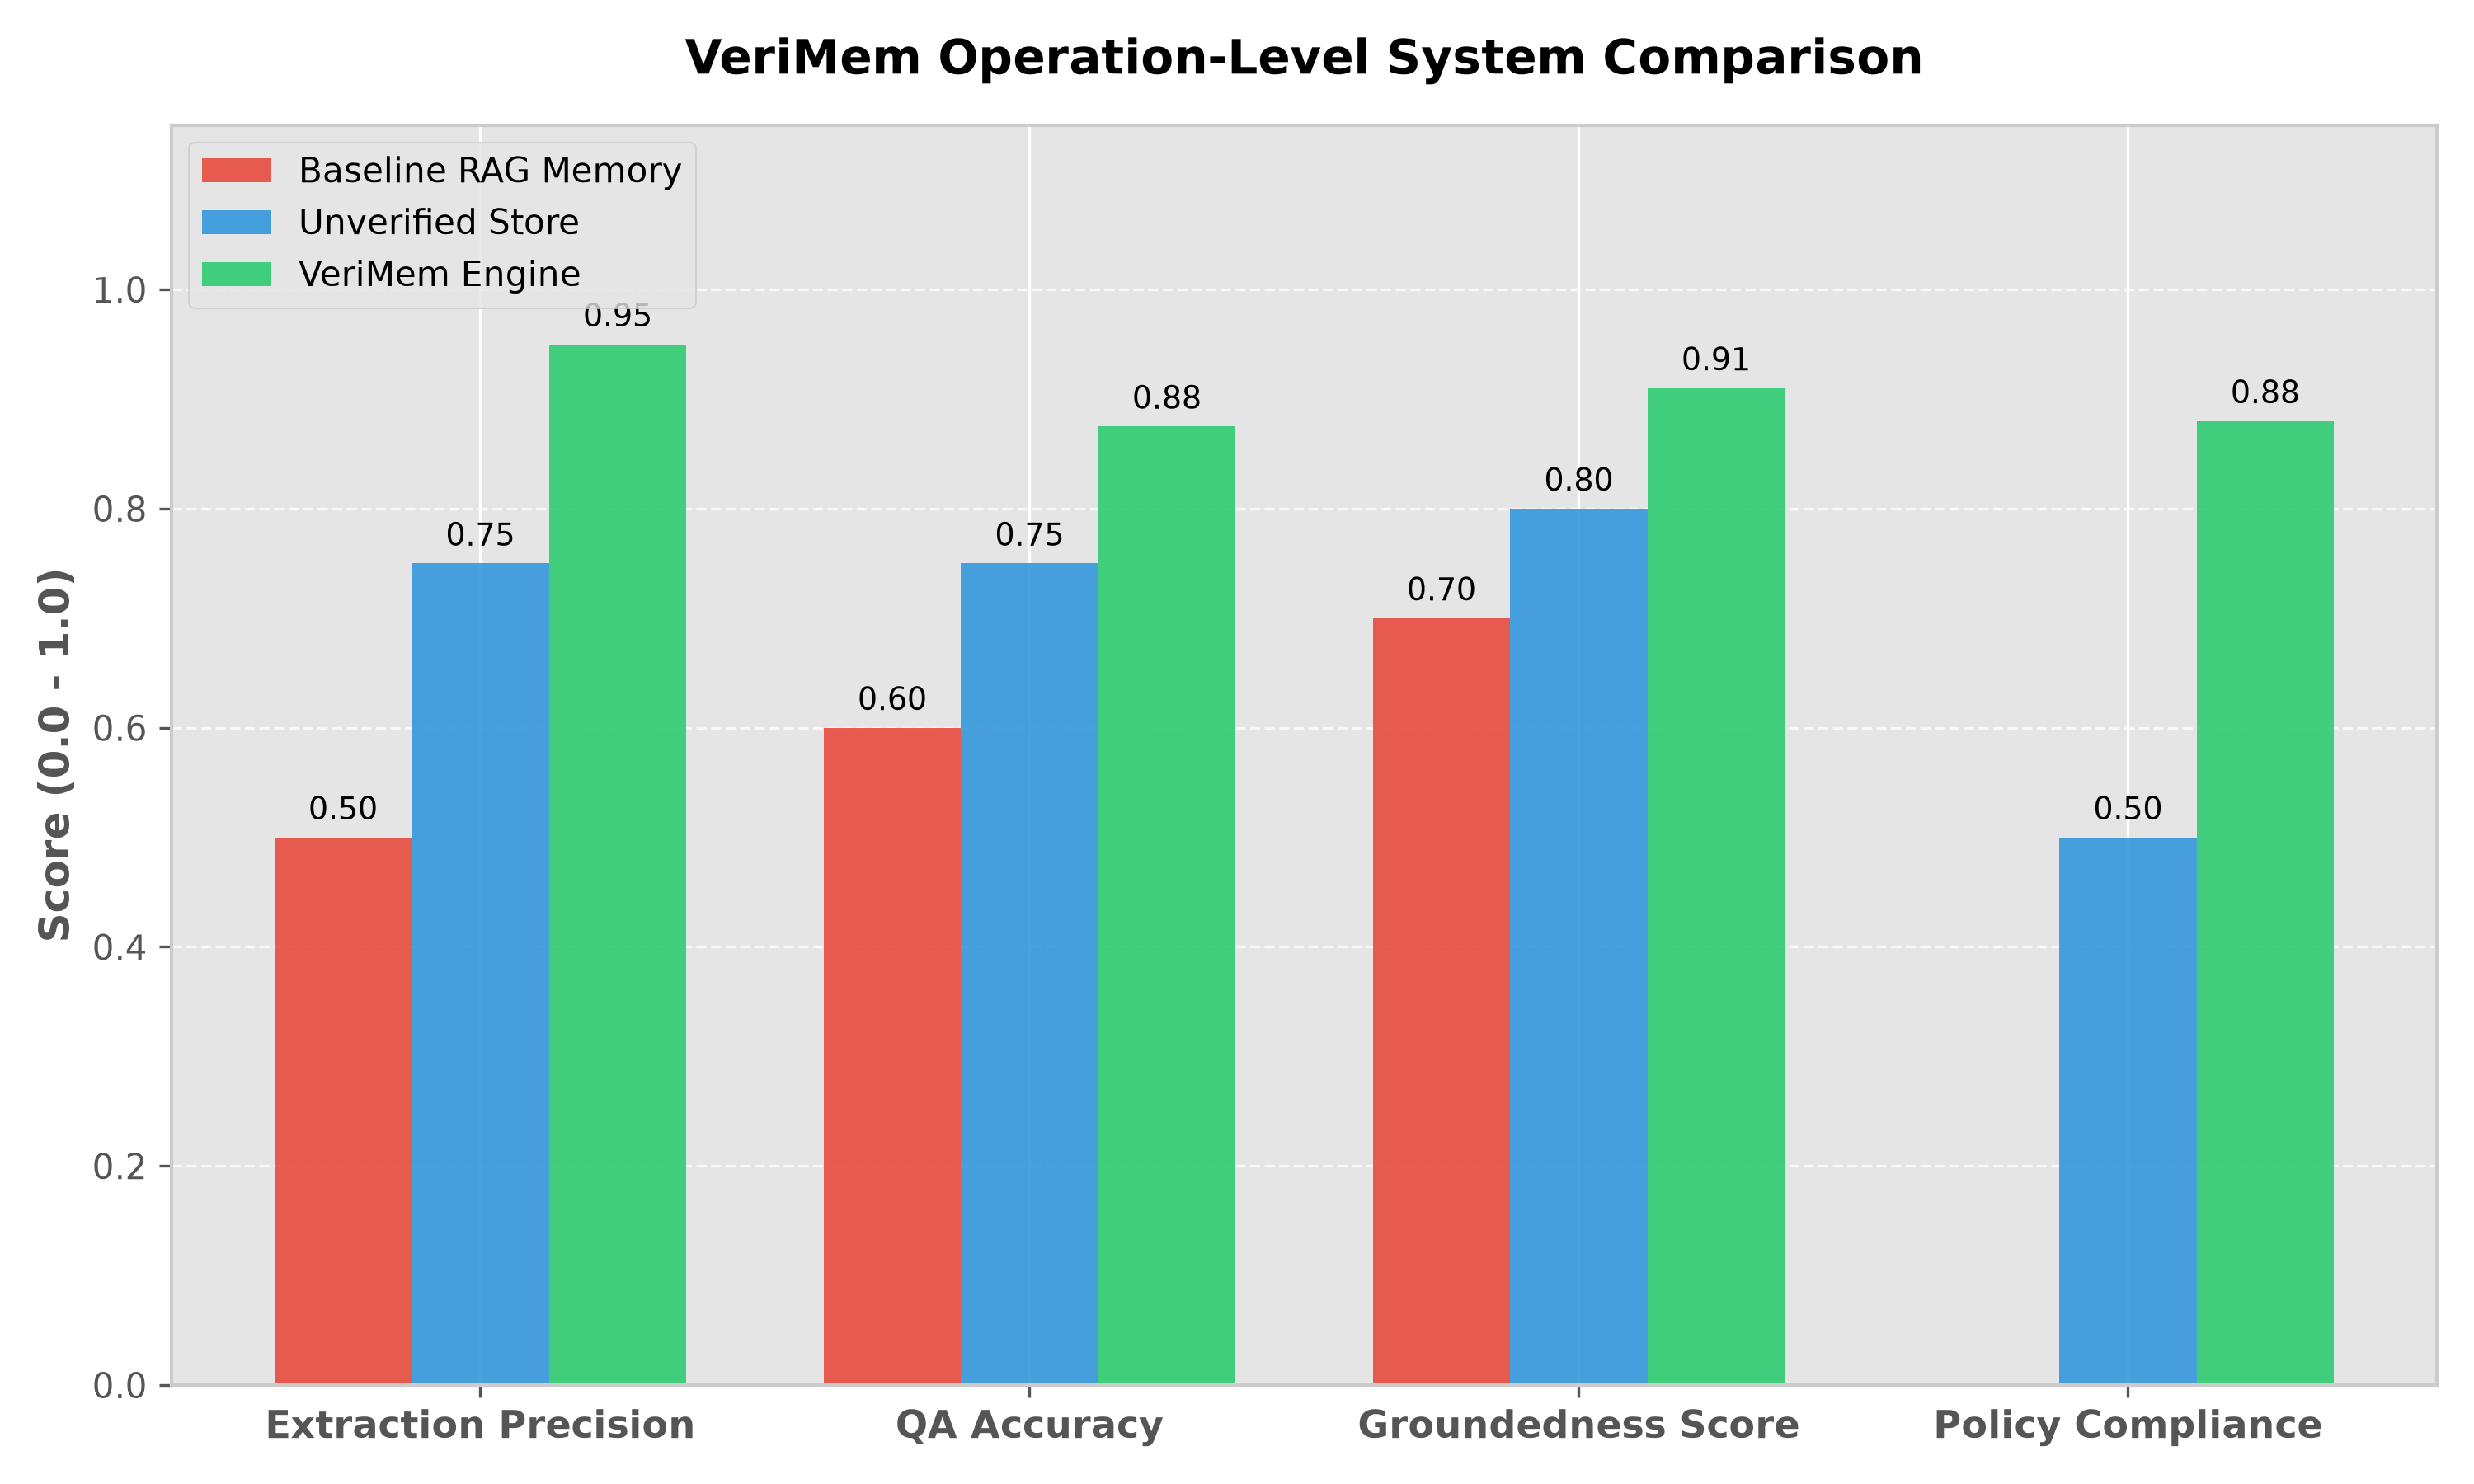 VeriMem Operation-Level System Comparison
Baseline RAG Memory
Unverified Store
VeriMem Engine
Score (0.0 - 1.0)
1.0
0.8
0.6
0.4
0.2
0.0
0.50
0.75
0.95
0.60
0.75
0.88
0.70
0.80
0.91
0.50
0.88
Extraction Precision
QA Accuracy
Groundedness Score
Policy Compliance